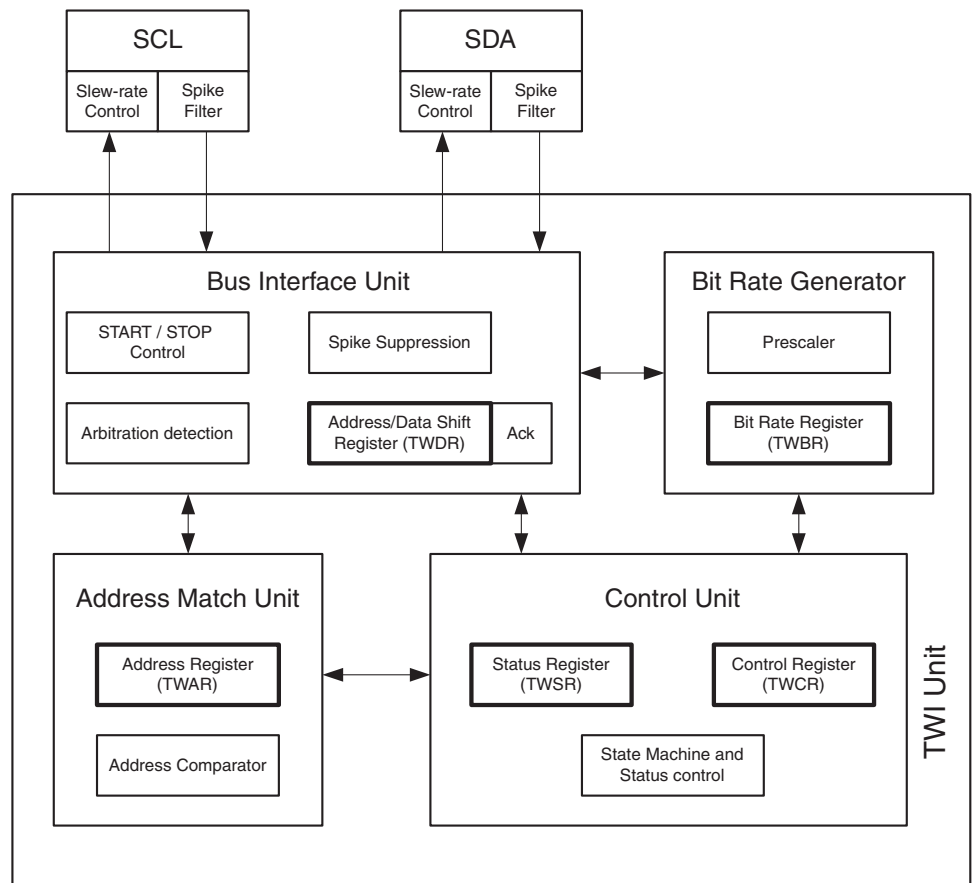 SCL
Slew-rate
Control
Spike
Filter
SDA
Slew-rate
Control
Spike
Filter
Bus Interface Unit
START / STOP
Control
Spike Suppression
Arbitration detection
Address/Data Shift
Register (TWDR)
Ack
Bit Rate Generator
Prescaler
Bit Rate Register
(TWBR)
Address Match Unit
Address Register
(TWAR)
Address Comparator
Control Unit
Status Register
(TWSR)
Control Register
(TWCR)
State Machine and
Status control
TWI Unit